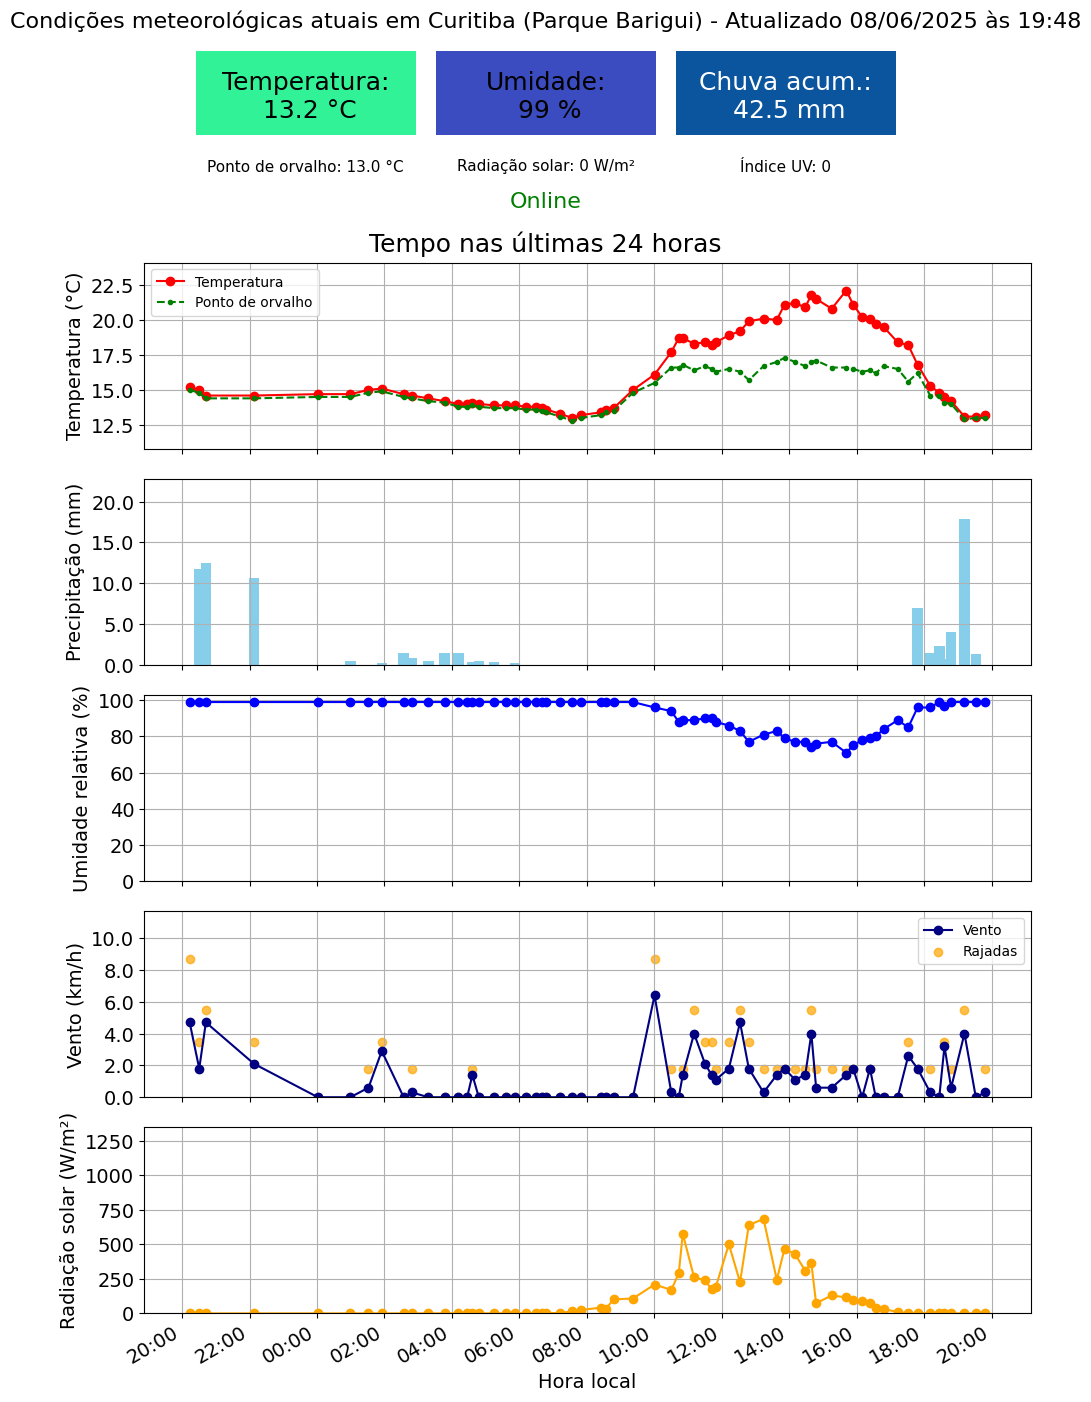 Condições meteorológicas atuais em Curitiba (Parque Barigui) - Atualizado 08/06/2025 às 19:48
Temperatura:
13.2 °C
Umidade:
99 %
Chuva acum.:
42.5 mm
Ponto de orvalho: 13.0 °C
Radiação solar: 0 W/m²
Índice UV: 0
Online
Tempo nas últimas 24 horas
Temperatura (°C)
22.5
20.0
17.5
15.0
12.5
Temperatura
Ponto de orvalho
Precipitação (mm)
20.0
15.0
10.0
5.0
0.0
Umidade relativa (%)
100
80
60
40
20
0
Vento (km/h)
10.0
8.0
6.0
4.0
2.0
0.0
Vento
Rajadas
Radiação solar (W/m²)
1250
1000
750
500
250
0
20:00
22:00
00:00
02:00
04:00
06:00
08:00
10:00
12:00
14:00
16:00
18:00
20:00
Hora local